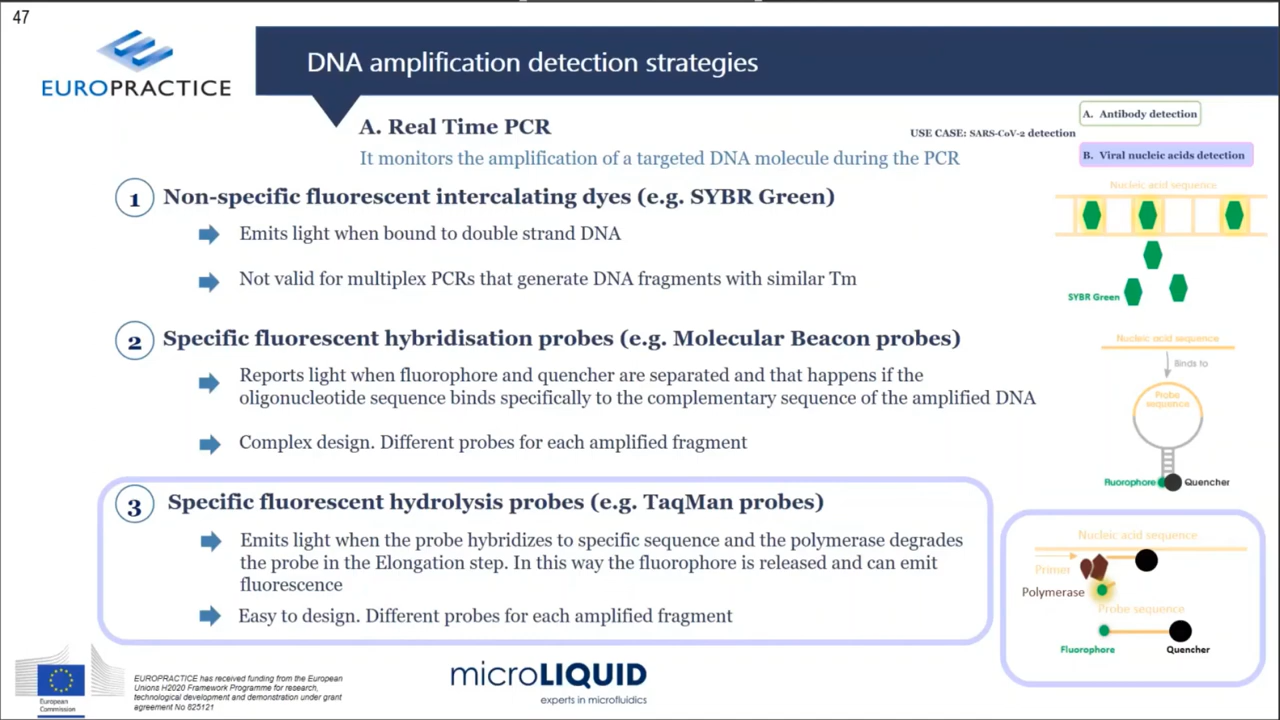 47
EUROPRACTICE
DNA amplification detection strategies
A. Real Time PCR
It monitors the amplification of a targeted DNA molecule during the PCR
USE CASE: SARS-CoV-2 detection
A. Antibody detection
B. Viral nucleic acids detection
1 Non-specific fluorescent intercalating dyes (e.g. SYBR Green)
Emits light when bound to double strand DNA
Not valid for multiplex PCRs that generate DNA fragments with similar Tm
Nucleic acid sequence
SYBR Green
2 Specific fluorescent hybridisation probes (e.g. Molecular Beacon probes)
Reports light when fluorophore and quencher are separated and that happens if the
oligonucleotide sequence binds specifically to the complementary sequence of the amplified DNA
Complex design. Different probes for each amplified fragment
Nucleic acid sequence
Binds to
Probe
sequence
Fluorophore
Quencher
3 Specific fluorescent hydrolysis probes (e.g. TaqMan probes)
Emits light when the probe hybridizes to specific sequence and the polymerase degrades
the probe in the Elongation step. In this way the fluorophore is released and can emit
fluorescence
Easy to design. Different probes for each amplified fragment
Nucleic acid sequence
Primer
Polymerase
Probe sequence
Fluorophore
Quencher
European
Commission
EUROPRACTICE has received funding from the European
Unions H2020 Framework Programme for research,
technological development and demonstration under grant
agreement No 825121
microLIQUID
experts in microfluidics